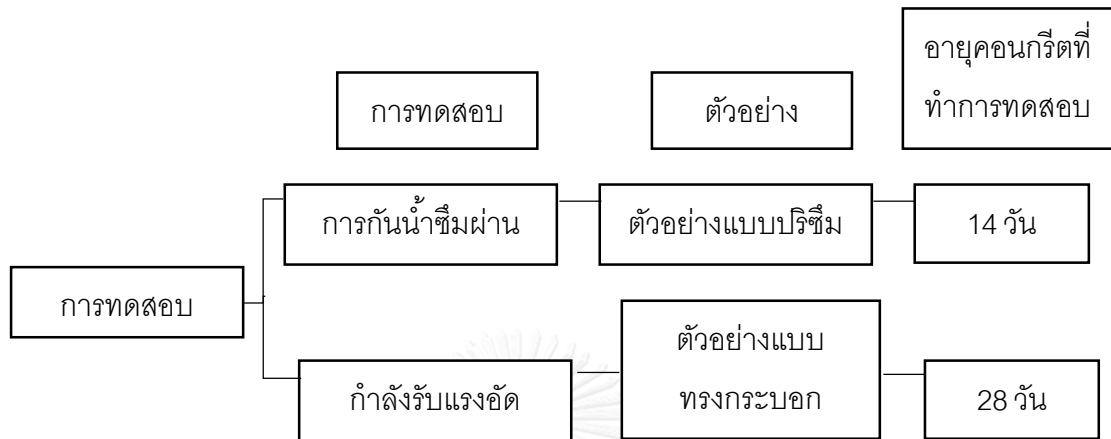 อายุคอนกรีตที่
ทำการทดสอบ
การทดสอบ
ตัวอย่าง
การกันน้ำซึมผ่าน
ตัวอย่างแบบปริซึม
14 วัน
การทดสอบ
กำลังรับแรงอัด
ตัวอย่างแบบ
ทรงกระบอก
28 วัน